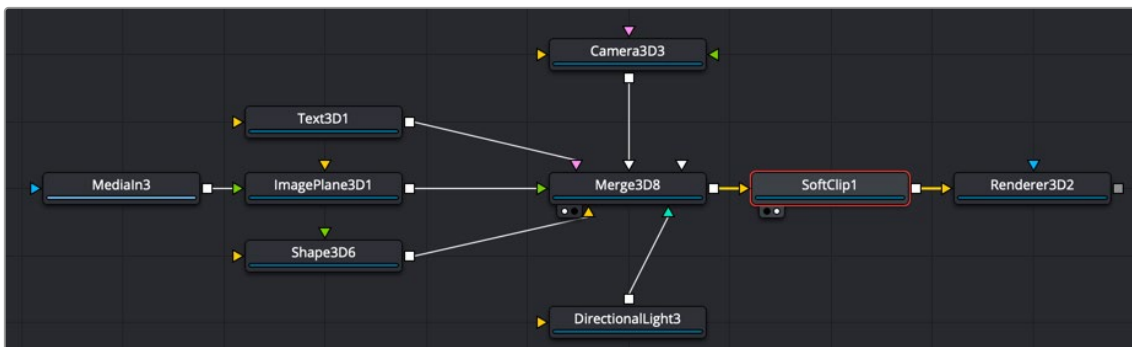 Camera3D3
Text3D1
MediaIn3 ImagePlane3D1 Merge3D8 SoftClip1 Renderer3D2
Shape3D6
DirectionalLight3